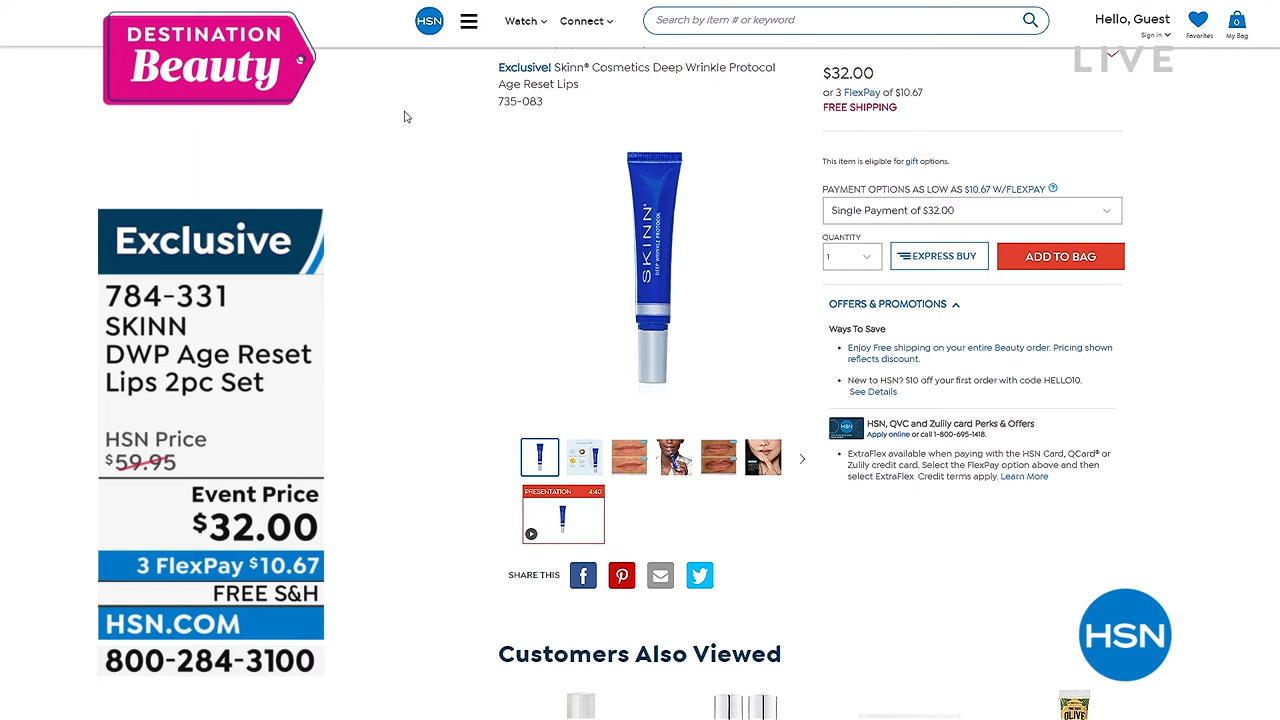 DESTINATION
Beauty
HSN
Watch
Connect
Search by item # or keyword
Hello, Guest
Sign In
Favorites
0
My Bag
LIVE
Exclusive! Skinn® Cosmetics Deep Wrinkle Protocol
Age Reset Lips
735-083
$32.00
or 3 FlexPay of $10.67
FREE SHIPPING
This item is eligible for gift options.
PAYMENT OPTIONS AS LOW AS $10.67 W/FLEXPAY ?
Single Payment of $32.00
QUANTITY
1
EXPRESS BUY
ADD TO BAG
OFFERS & PROMOTIONS
Ways To Save
• Enjoy Free shipping on your entire Beauty order. Pricing shown
reflects discount.
• New to HSN? $10 off your first order with code HELLO10.
See Details
HSN
HSN, QVC and Zulily card Perks & Offers
Apply online or call 1-800-695-1418.
• ExtraFlex available when paying with the HSN Card, QCard® or
Zulily credit card. Select the FlexPay option above and then
select ExtraFlex. Credit terms apply. Learn More
SKINN®
DEEP WRINKLE PROTOCOL
PRESENTATION 4:40
SHARE THIS
Customers Also Viewed
OLIVE
Exclusive
784-331
SKINN
DWP Age Reset
Lips 2pc Set
HSN Price
$59.95
Event Price
$32.00
3 FlexPay $10.67
FREE S&H
HSN.COM
800-284-3100
HSN